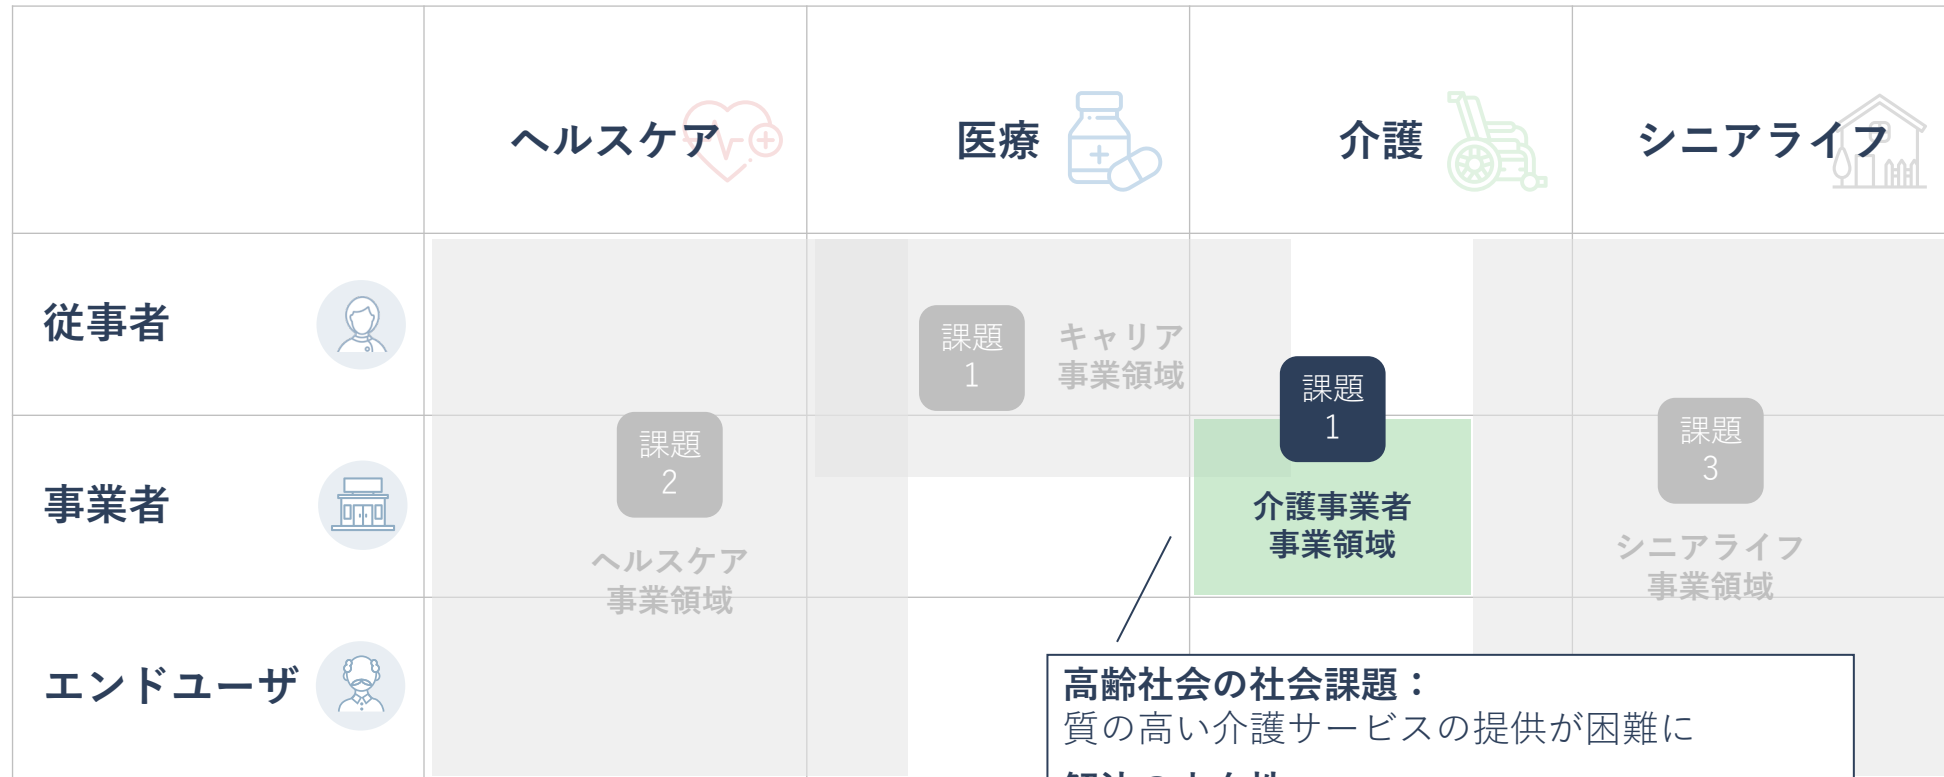 ヘルスケア
医療
介護
シニアライフ
従事者
課題
1
キャリア
事業領域
課題
1
事業者
課題
2
ヘルスケア
事業領域
介護事業者
事業領域
課題
3
シニアライフ
事業領域
エンドユーザ
高齢社会の社会課題：
質の高い介護サービスの提供が困難に